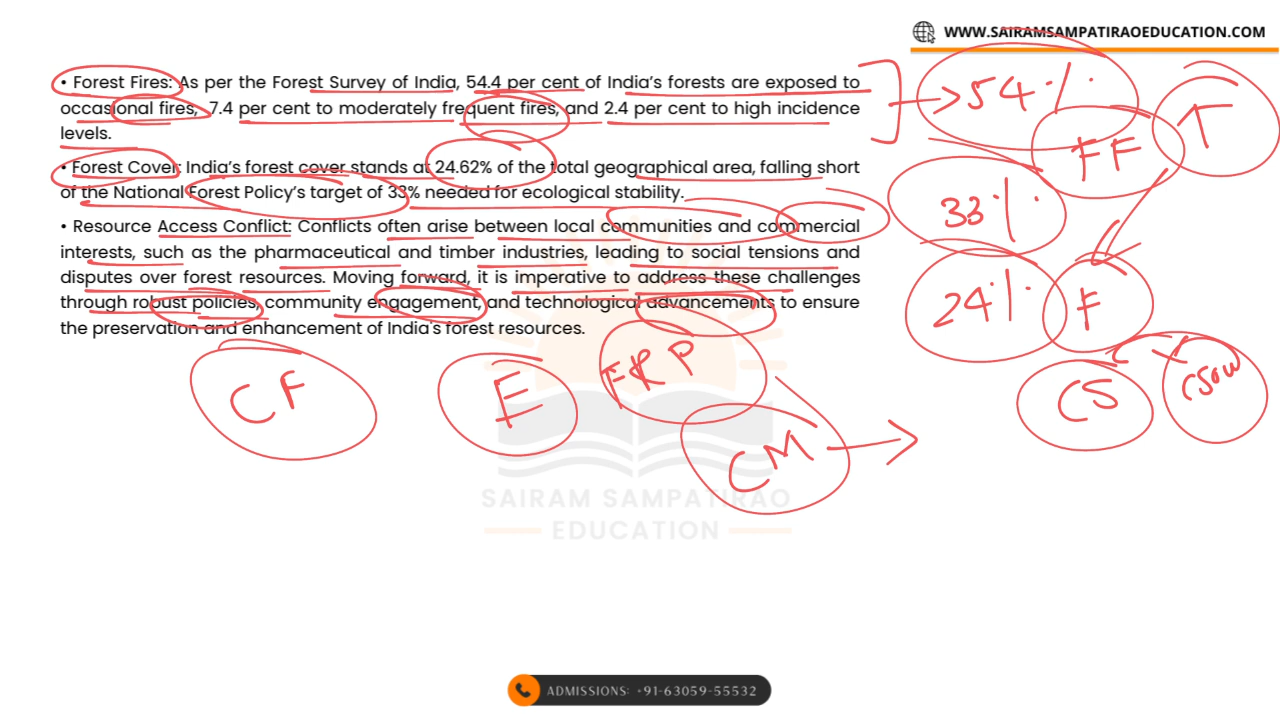 WWW.SAIRAMSAMPATIRAOEDUCATION.COM
• Forest Fires: As per the Forest Survey of India, 54.4 per cent of India's forests are exposed to
occasional fires, 7.4 per cent to moderately frequent fires, and 2.4 per cent to high incidence
levels.
• Forest Cover: India's forest cover stands at 24.62% of the total geographical area, falling short
of the National Forest Policy's target of 33% needed for ecological stability.
• Resource Access Conflict: Conflicts often arise between local communities and commercial
interests, such as the pharmaceutical and timber industries, leading to social tensions and
disputes over forest resources. Moving forward, it is imperative to address these challenges
through robust policies, community engagement, and technological advancements to ensure
the preservation and enhancement of India's forest resources.
54%
FF
↑
33%
24%
F
CF
E
FRP
CM
CS
CSow
SAIRAM SAMPATIRAO
EDUCATION
ADMISSIONS: +91-63059-55532